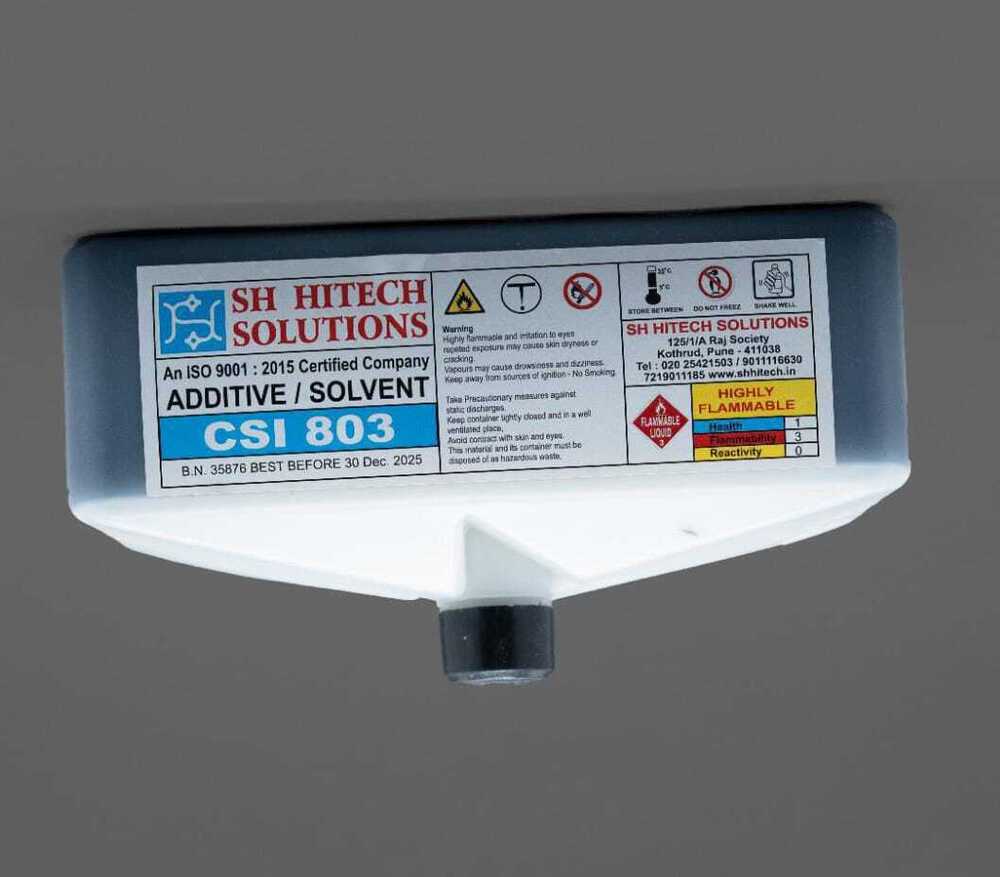 SH HITECH
SOLUTIONS
An ISO 9001 : 2015 Certified Company
ADDITIVE / SOLVENT
CSI 803
B.N. 35876 BEST BEFORE 30 Dec. 2025
Warning
Highly flammable and irritation to eyes
repeted exposure may cause skin dryness or
cracking.
Vapours may cause drowsness and dizziness.
Keep away from sources of ignition - No Smoking.
Take Precautionary measures against
static discharges.
Keep container tightly closed and in a well
ventilated place,
Avoid contract with skin and eyes.
This material and its container must be
disposed of as hazardous waste.
35°C
5°C
STORE BETWEEN
DO NOT FREEZ
SHAKE WELL
SH HITECH SOLUTIONS
125/1/A Raj Society
Kothrud, Pune - 411038
Tel : 020 25421503 / 9011116630
7219011185 www.shhitech.in
FLAMMABLE
LIQUID
3
HIGHLY
FLAMMABLE
Health 1
Flammability 3
Reactivity 0